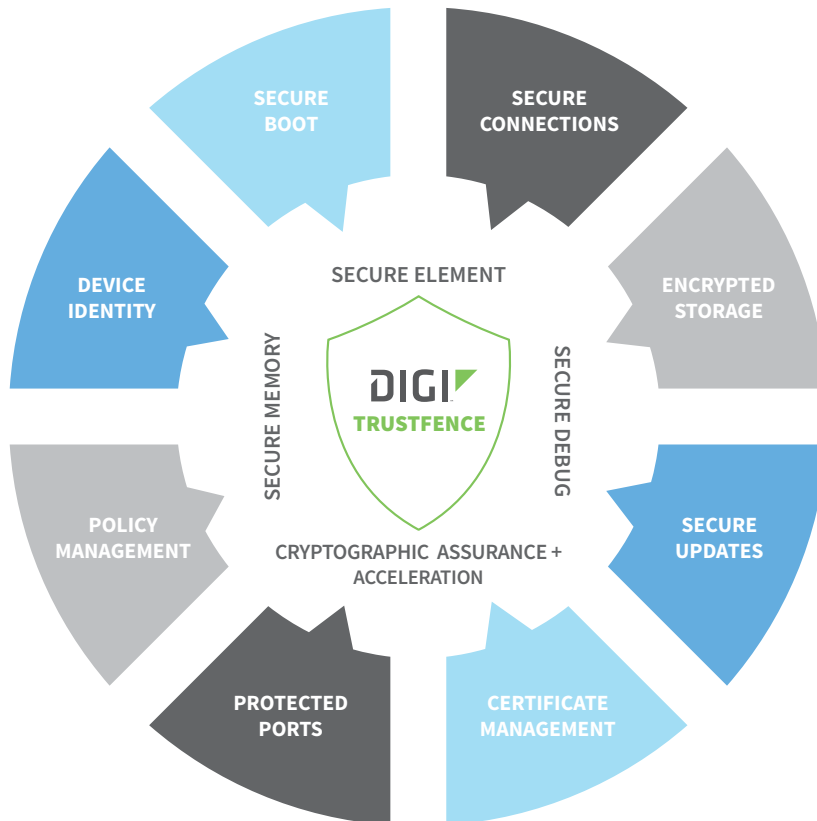 SECURE
BOOT
SECURE
CONNECTIONS
DEVICE
IDENTITY
ENCRYPTED
STORAGE
SECURE ELEMENT
SECURE MEMORY
DIGI
TRUSTFENCE
SECURE DEBUG
POLICY
MANAGEMENT
SECURE
UPDATES
CRYPTOGRAPHIC ASSURANCE +
ACCELERATION
PROTECTED
PORTS
CERTIFICATE
MANAGEMENT